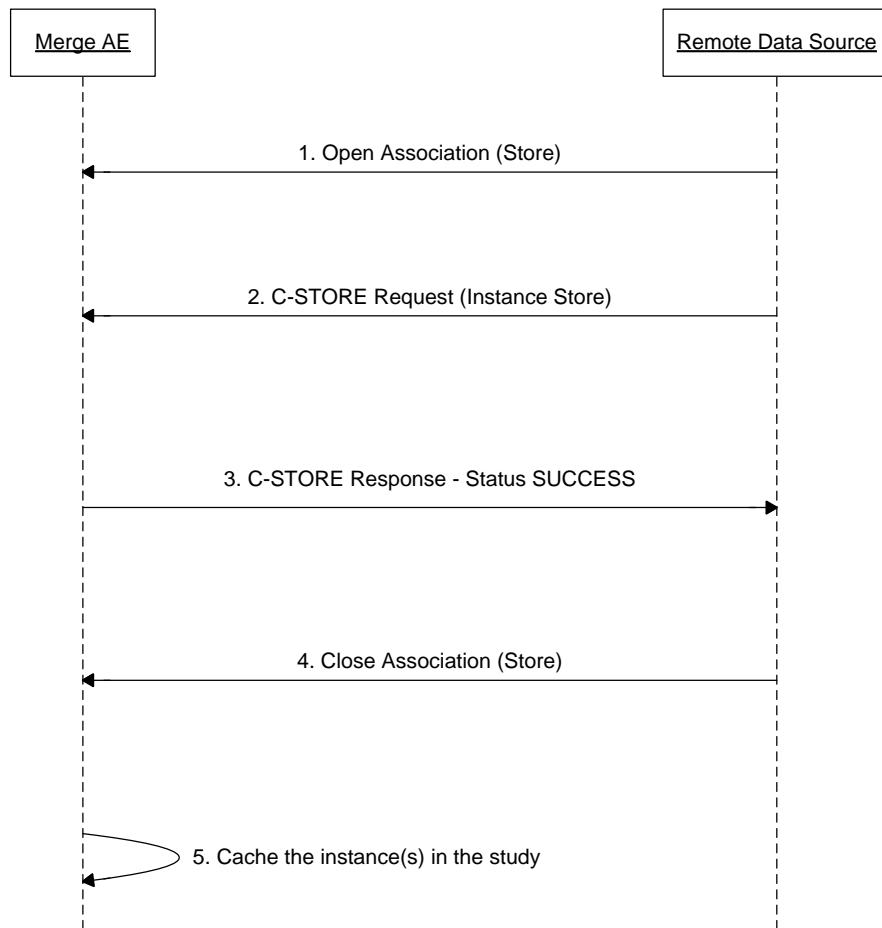 Merge AE
Remote Data Source
1. Open Association (Store)
2. C-STORE Request (Instance Store)
3. C-STORE Response - Status SUCCESS
4. Close Association (Store)
5. Cache the instance(s) in the study